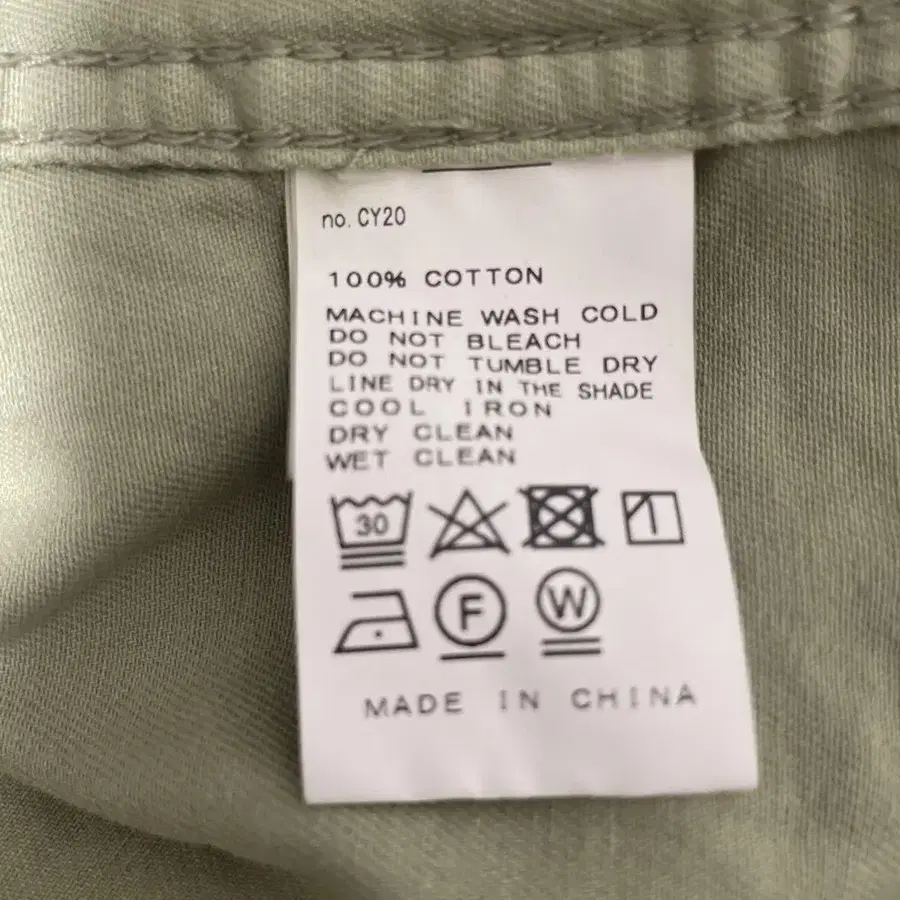 no. CY20
100% COTTON
MACHINE WASH COLD
DO NOT BLEACH
DO NOT TUMBLE DRY
LINE DRY IN THE SHADE
COOL IRON
DRY CLEAN
WET CLEAN
30
F W
MADE IN CHINA